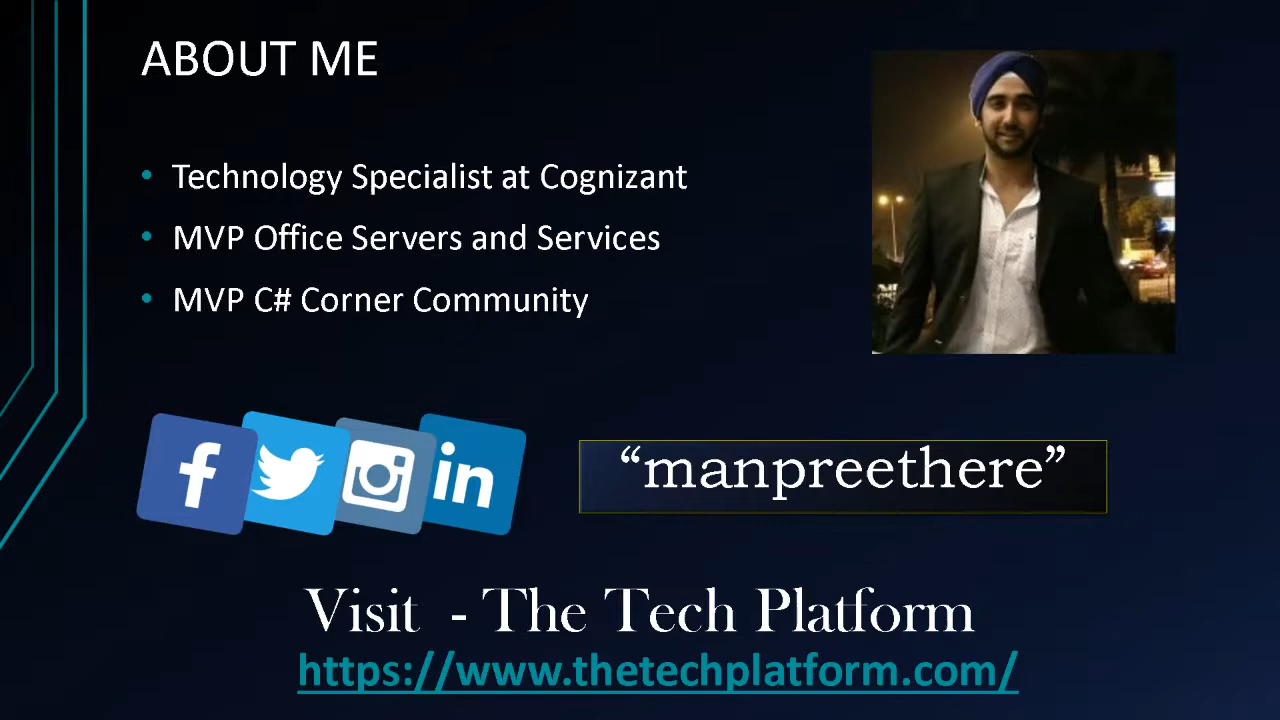 ABOUT ME
• Technology Specialist at Cognizant
• MVP Office Servers and Services
• MVP C# Corner Community
f in
“manpreethere”
Visit - The Tech Platform
https://www.thetechplatform.com/